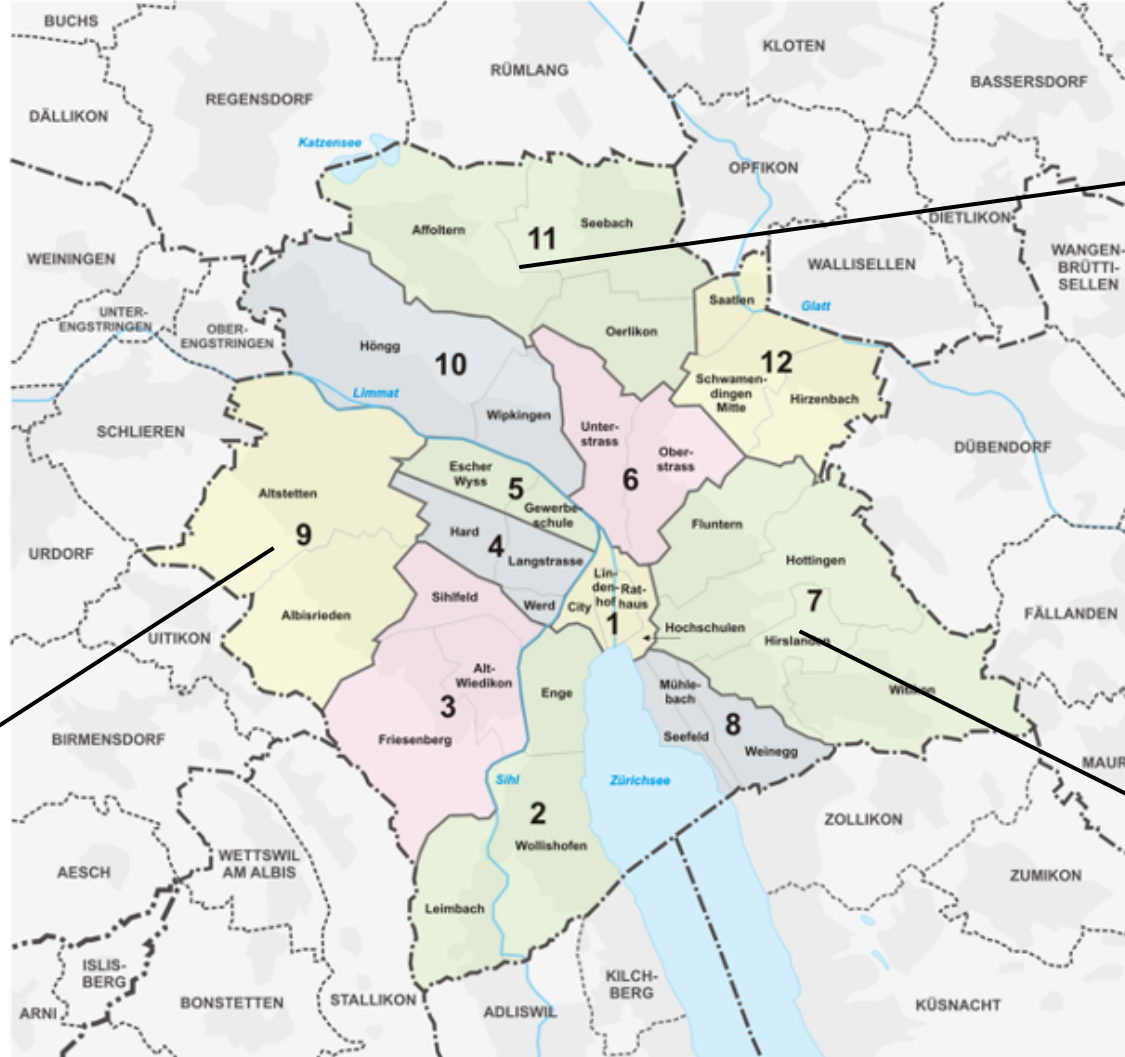 BUCHS
KLOTEN
RÜMLANG
BASSERSDORF
REGENSDORF
DÄLLIKON
Katzensee
OPFIKON
DIETLIKON
Affoltern
11
Seebach
WEININGEN
WALLISELLEN
WANGEN-
BRÜTTI-
SELLEN
Saatlen
Glatt
UNTER-
ENGSTRINGEN
OBER-
ENGSTRINGEN
Oerlikon
Höngg
10
12
Schwamen-
dingen
Mitte
Hirzenbach
Limmat
Wipkingen
SCHLIEREN
Unter-
strass
DÜBENDORF
Ober-
strass
6
Escher
Wyss
5
Altstetten
Gewerbe-
schule
Fluntern
9
Hard
4
Langstrasse
URDORF
Hottingen
Lin-
den-
hof
Rat-
haus
Sihlfeld
7
Werd
City
1
Albisrieden
FÄLLANDEN
Hochschulen
UITIKON
Hirslanden
Alt-
Wiedikon
Enge
Mühle-
bach
Witikon
3
8
Seefeld
Weinegg
BIRMENSDORF
Friesenberg
MAUR
Sihl
Zürichsee
2
ZOLLIKON
Wollishofen
AESCH
WETTSWIL
AM ALBIS
ZUMIKON
Leimbach
ISLIS-
BERG
KILCH-
BERG
ARNI
BONSTETTEN
STALLIKON
ADLISWIL
KÜSNACHT